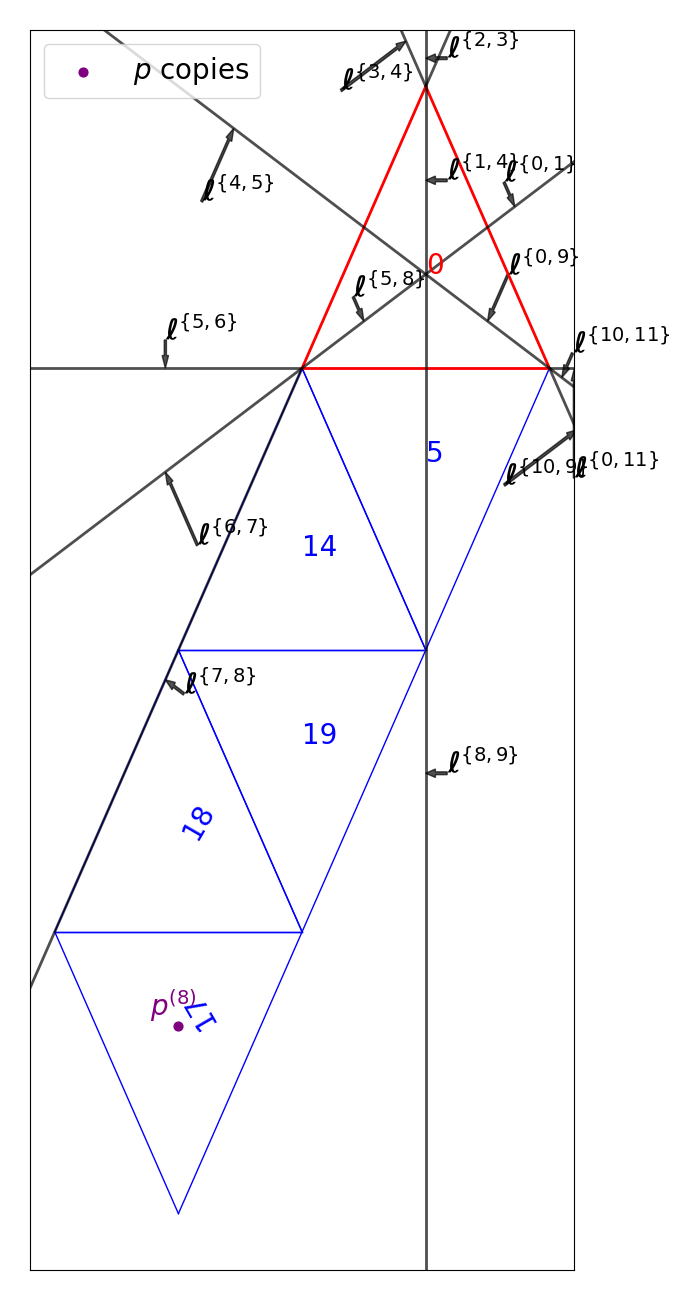 ℓ{2, 3}
p copies
ℓ{3, 4}
ℓ{1, 4}
ℓ{0, 1}
ℓ{4, 5}
0
ℓ{0, 9}
ℓ{5, 8}
ℓ{5, 6}
ℓ{10, 11}
5
ℓ{10, 9}
ℓ{0, 11}
ℓ{6, 7}
14
ℓ{7, 8}
19
ℓ{8, 9}
18
p(8)
17